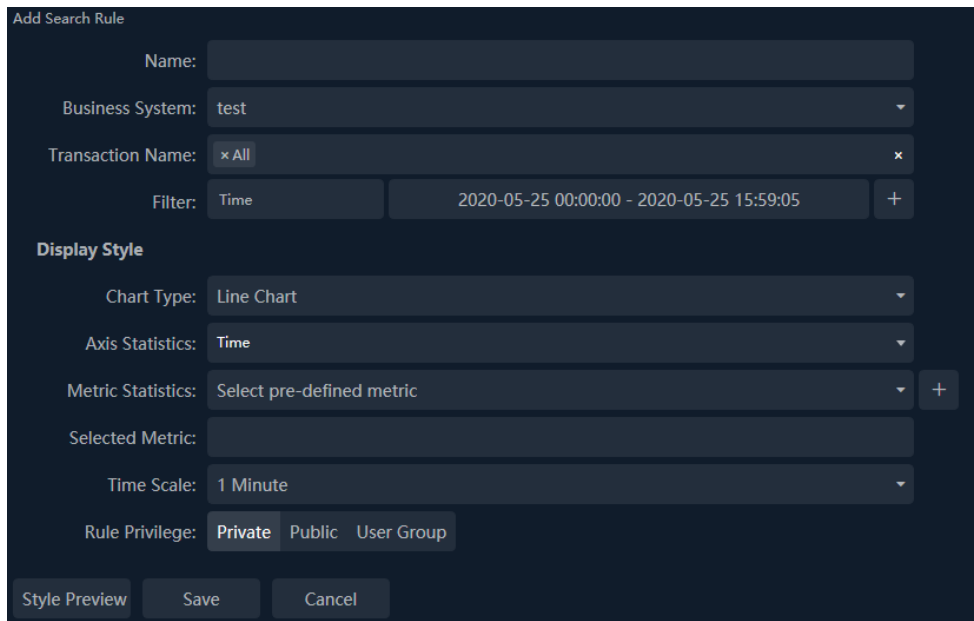 Add Search Rule
Name:
Business System: test
Transaction Name: ×All ×
Filter: Time 2020-05-25 00:00:00 - 2020-05-25 15:59:05 +
Display Style
Chart Type: Line Chart
Axis Statistics: Time
Metric Statistics: Select pre-defined metric +
Selected Metric:
Time Scale: 1 Minute
Rule Privilege: Private Public User Group
Style Preview Save Cancel